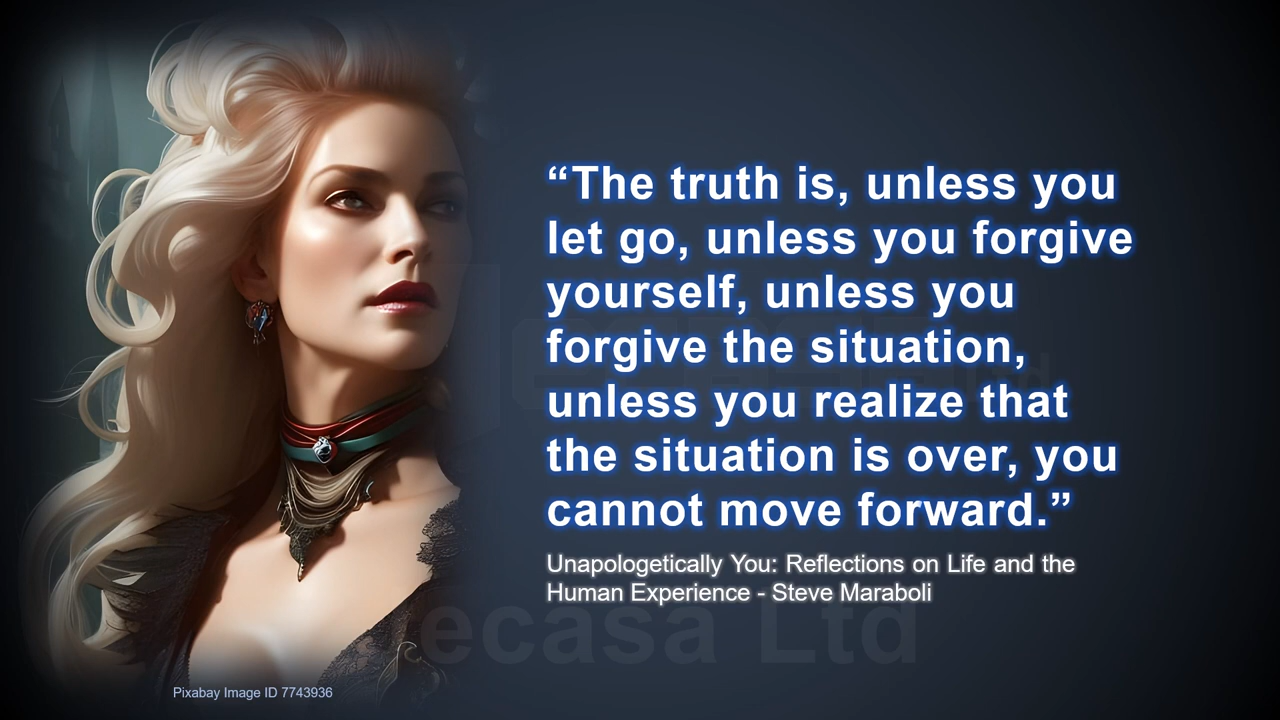 “The truth is, unless you
let go, unless you forgive
yourself, unless you
forgive the situation,
unless you realize that
the situation is over, you
cannot move forward.”
Unapologetically You: Reflections on Life and the
Human Experience - Steve Maraboli
ecasa Ltd
Pixabay Image ID 7743936